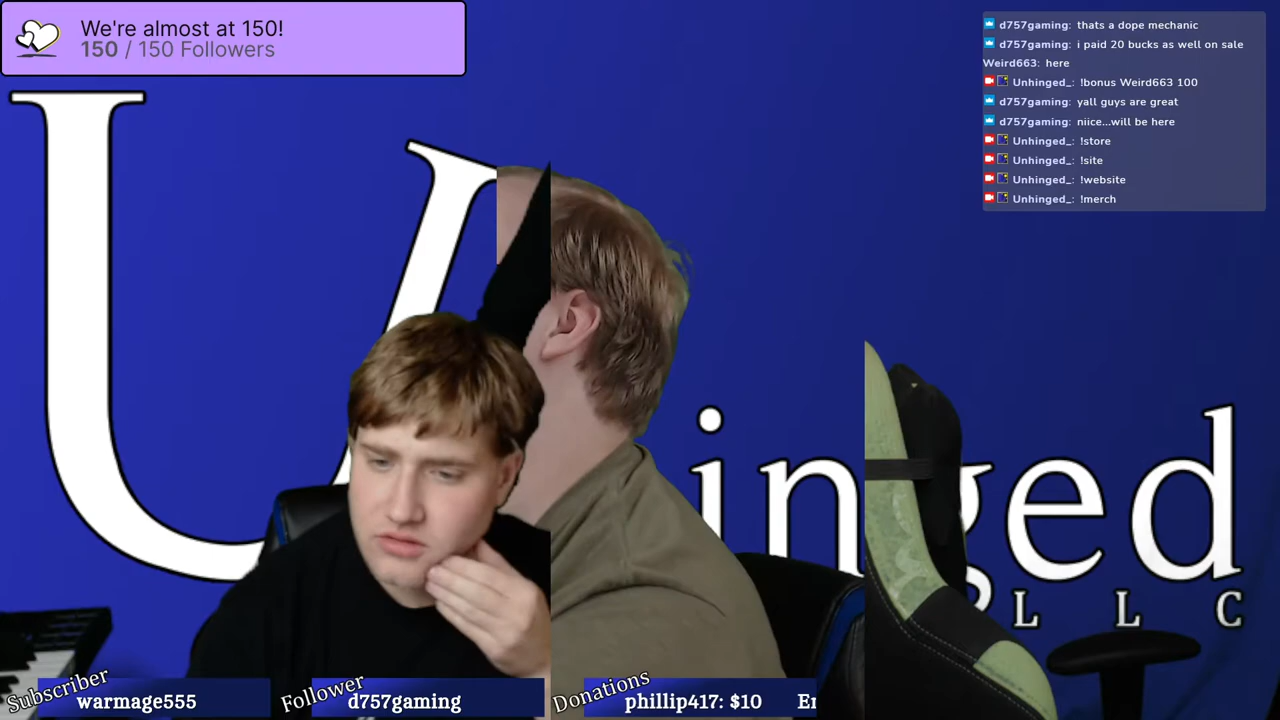 We're almost at 150!
150 / 150 Followers
d757gaming: thats a dope mechanic
d757gaming: i paid 20 bucks as well on sale
Weird663: here
Unhinged_: !bonus Weird663 100
d757gaming: yall guys are great
d757gaming: niice...will be here
Unhinged_: !store
Unhinged_: !site
Unhinged_: !website
Unhinged_: !merch
U inged
L L C
Subscriber
warmage555
Follower
d757gaming
Donations
phillip417: $10